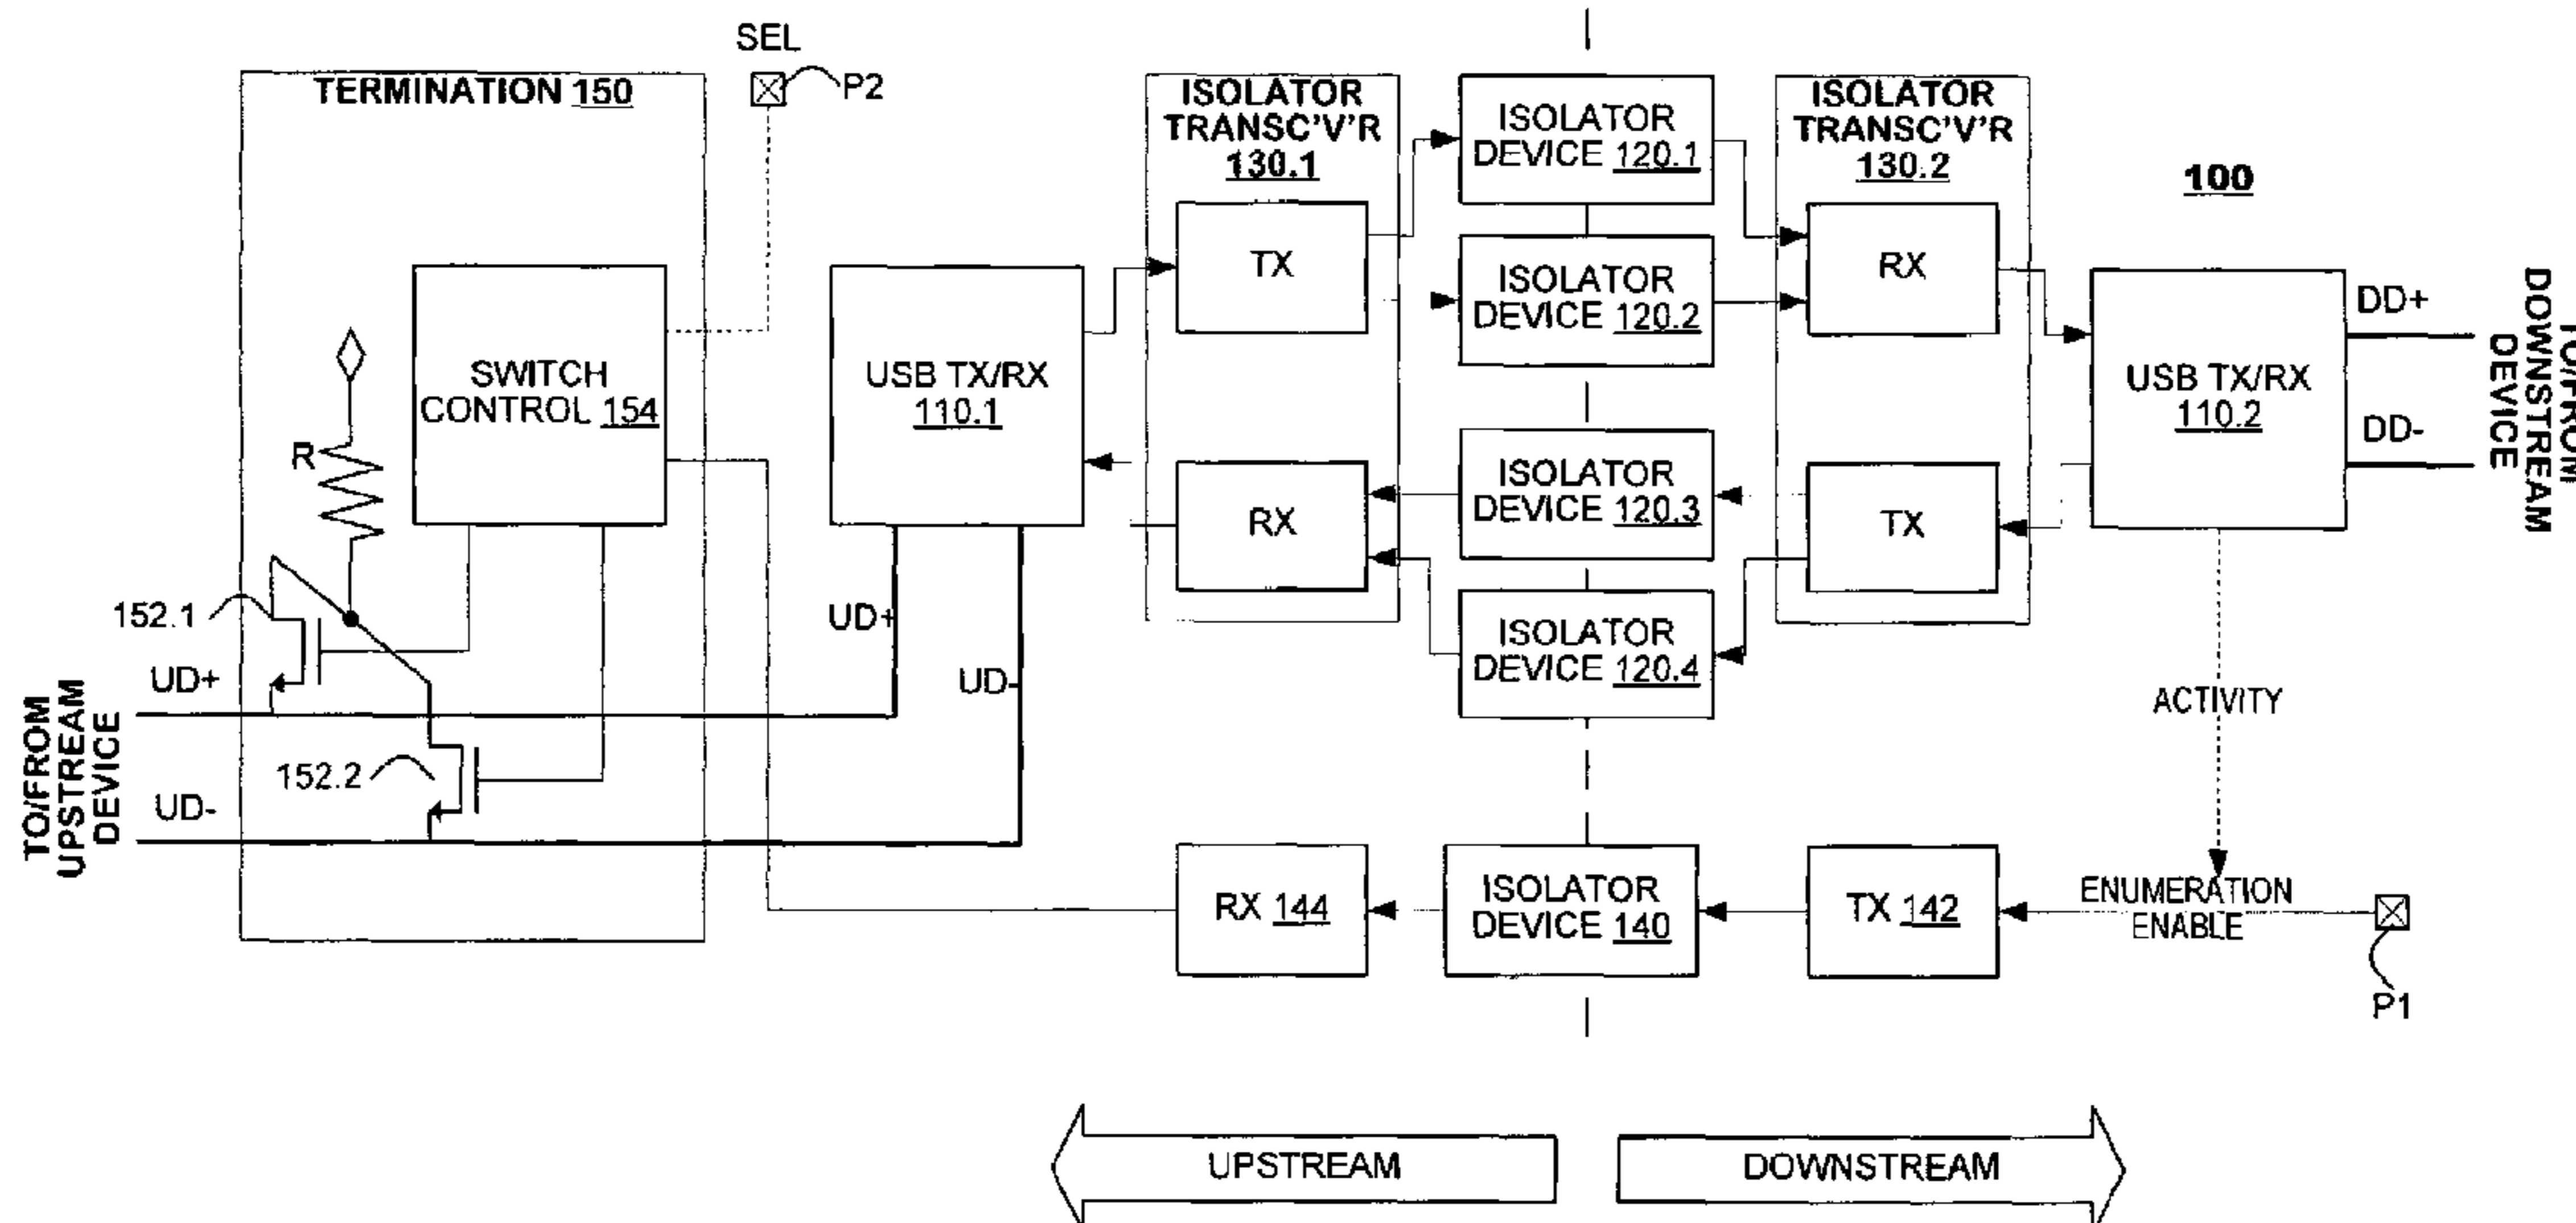 SEL
P2
TERMINATION 150
SWITCH
CONTROL 154
R
152.1
152.2
UD+
UD-
TO/FROM
UPSTREAM
DEVICE
USB TX/RX
110.1
UD+
UD-
ISOLATOR
TRANSC'V'R
130.1
TX
RX
ISOLATOR
DEVICE 120.1
ISOLATOR
DEVICE 120.2
ISOLATOR
DEVICE 120.3
ISOLATOR
DEVICE 120.4
ISOLATOR
TRANSC'V'R
130.2
RX
TX
100
USB TX/RX
110.2
DD+
DD-
TO/FROM
DOWNSTREAM
DEVICE
ACTIVITY
RX 144
ISOLATOR
DEVICE 140
TX 142
ENUMERATION
ENABLE
P1
UPSTREAM
DOWNSTREAM